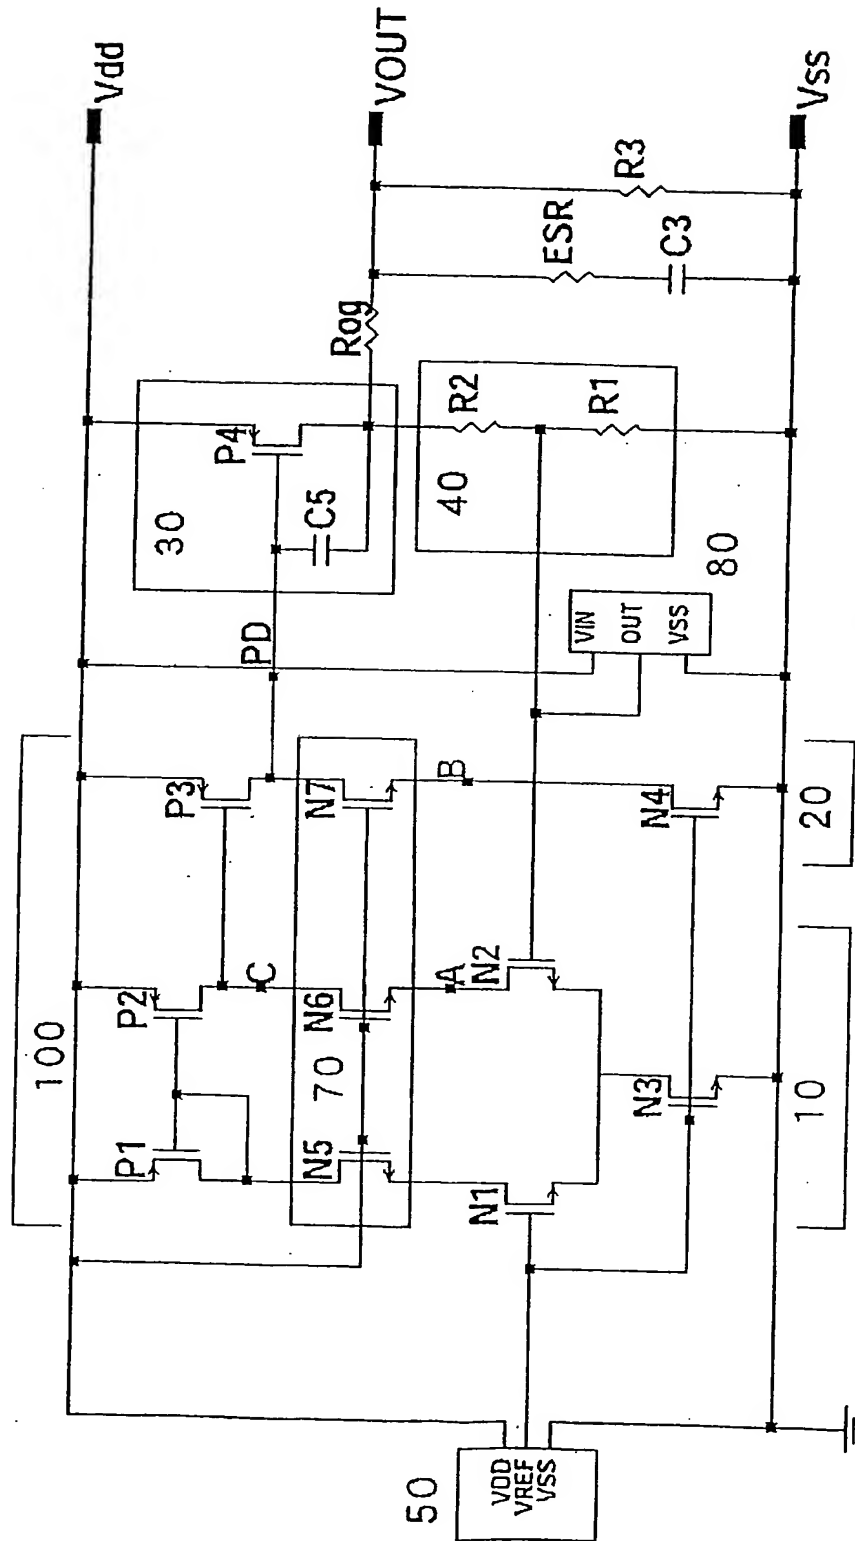 100
Vdd
P1
P2
P3
P4
30
C5
PD
Rog
VOUT
C
N5
70
N6
N7
A
B
40
R2
R1
ESR
C3
R3
N1
N2
VIN
OUT
VSS
80
N3
N4
50
VDD
VREF
VSS
10
20
Vss